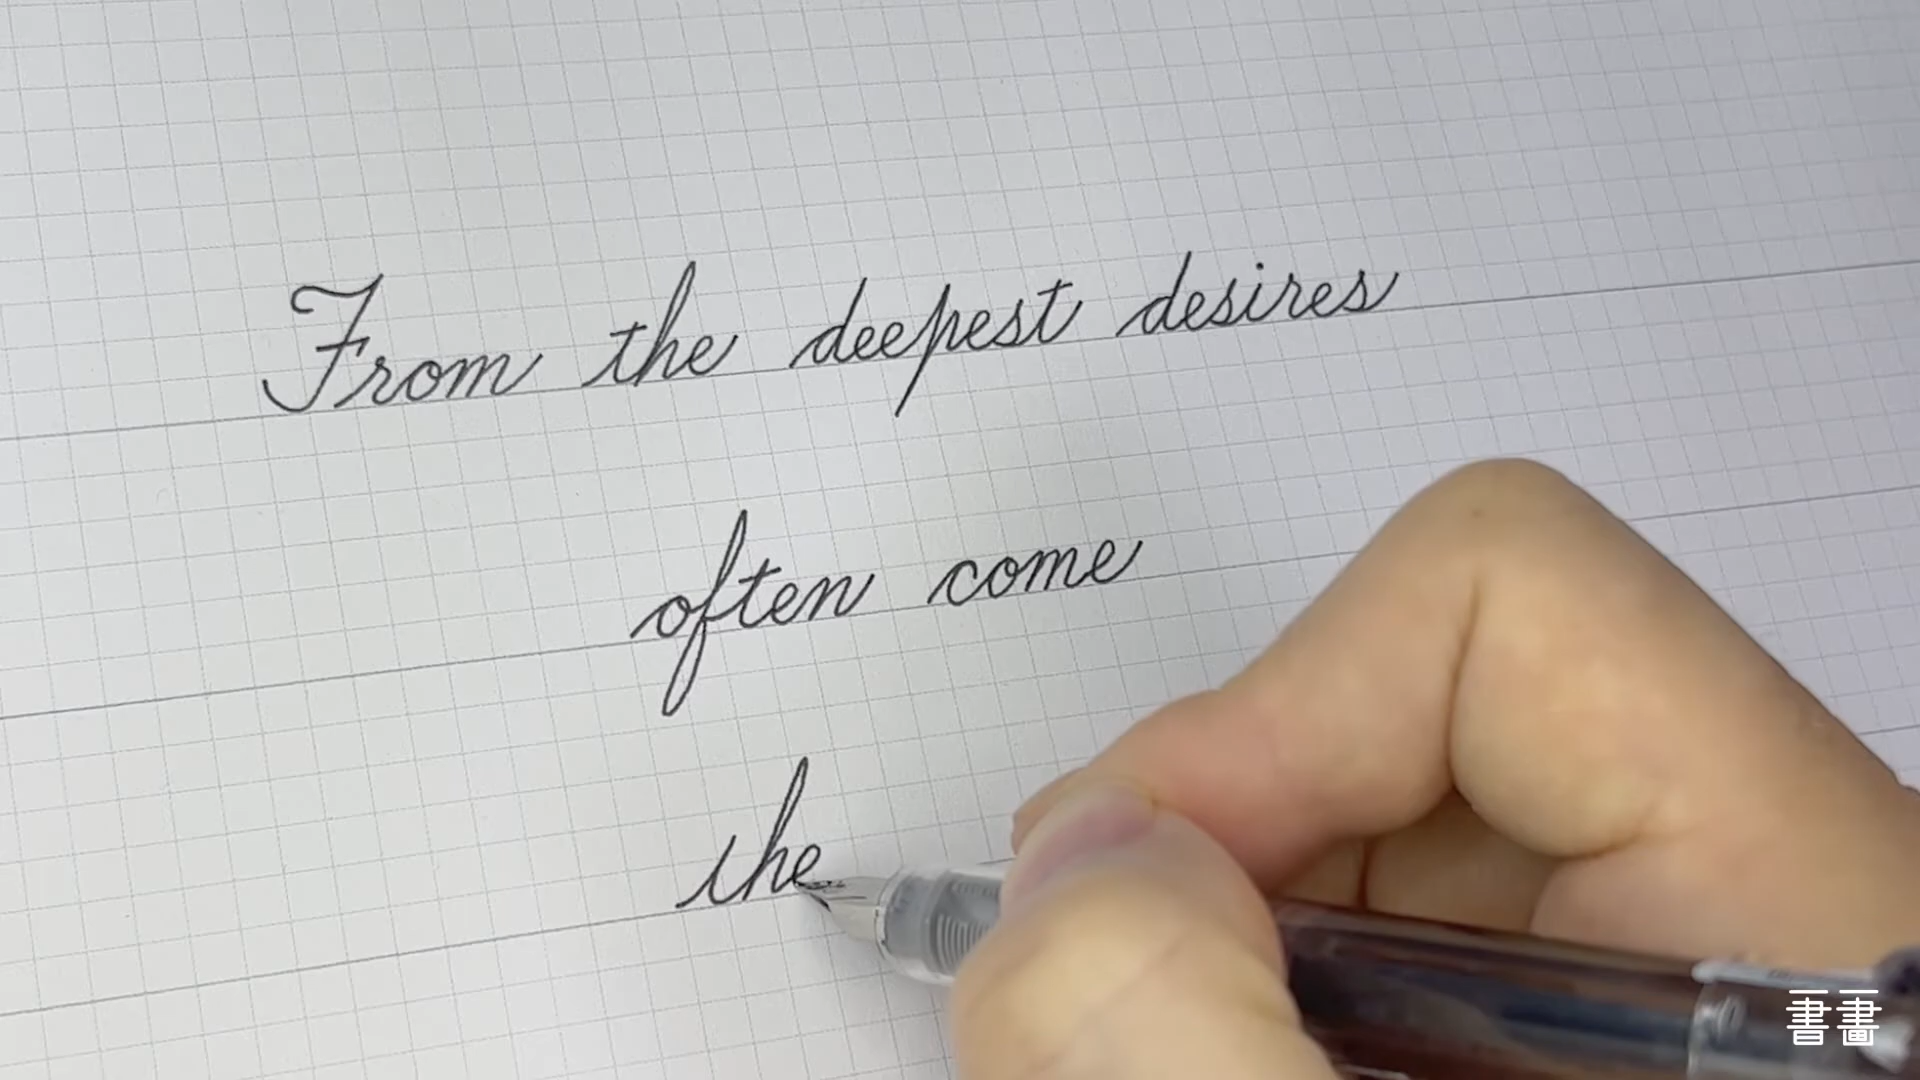 From the deepest desires
often come
the
書畫